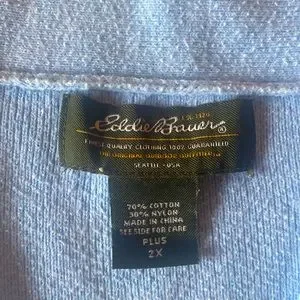 EST. 1920
Eddie Bauer®
FINEST QUALITY CLOTHING 100% GUARANTEED
SEATTLE · USA
70% COTTON
30% NYLON
MADE IN CHINA
SEE SIDE FOR CARE
PLUS
2X